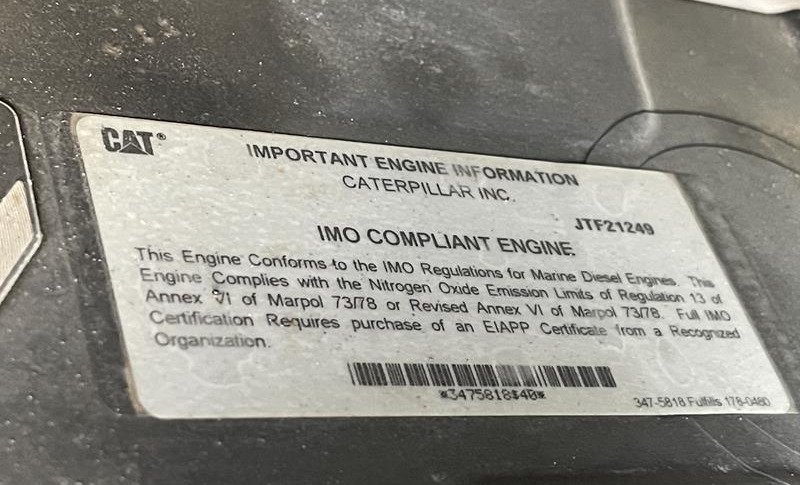 CAT®
IMPORTANT ENGINE INFORMATION
CATERPILLAR INC.
JTF21249
IMO COMPLIANT ENGINE.
This Engine Conforms to the IMO Regulations for Marine Diesel Engines. This
Engine Complies with the Nitrogen Oxide Emission Limits of Regulation 13 of
Annex VI of Marpol 73/78 or Revised Annex VI of Marpol 73/78. Full IMO
Certification Requires purchase of an EIAPP Certificate from a Recognized
Organization.
*3475818$40*
347-5818 Fulfills 178-0480